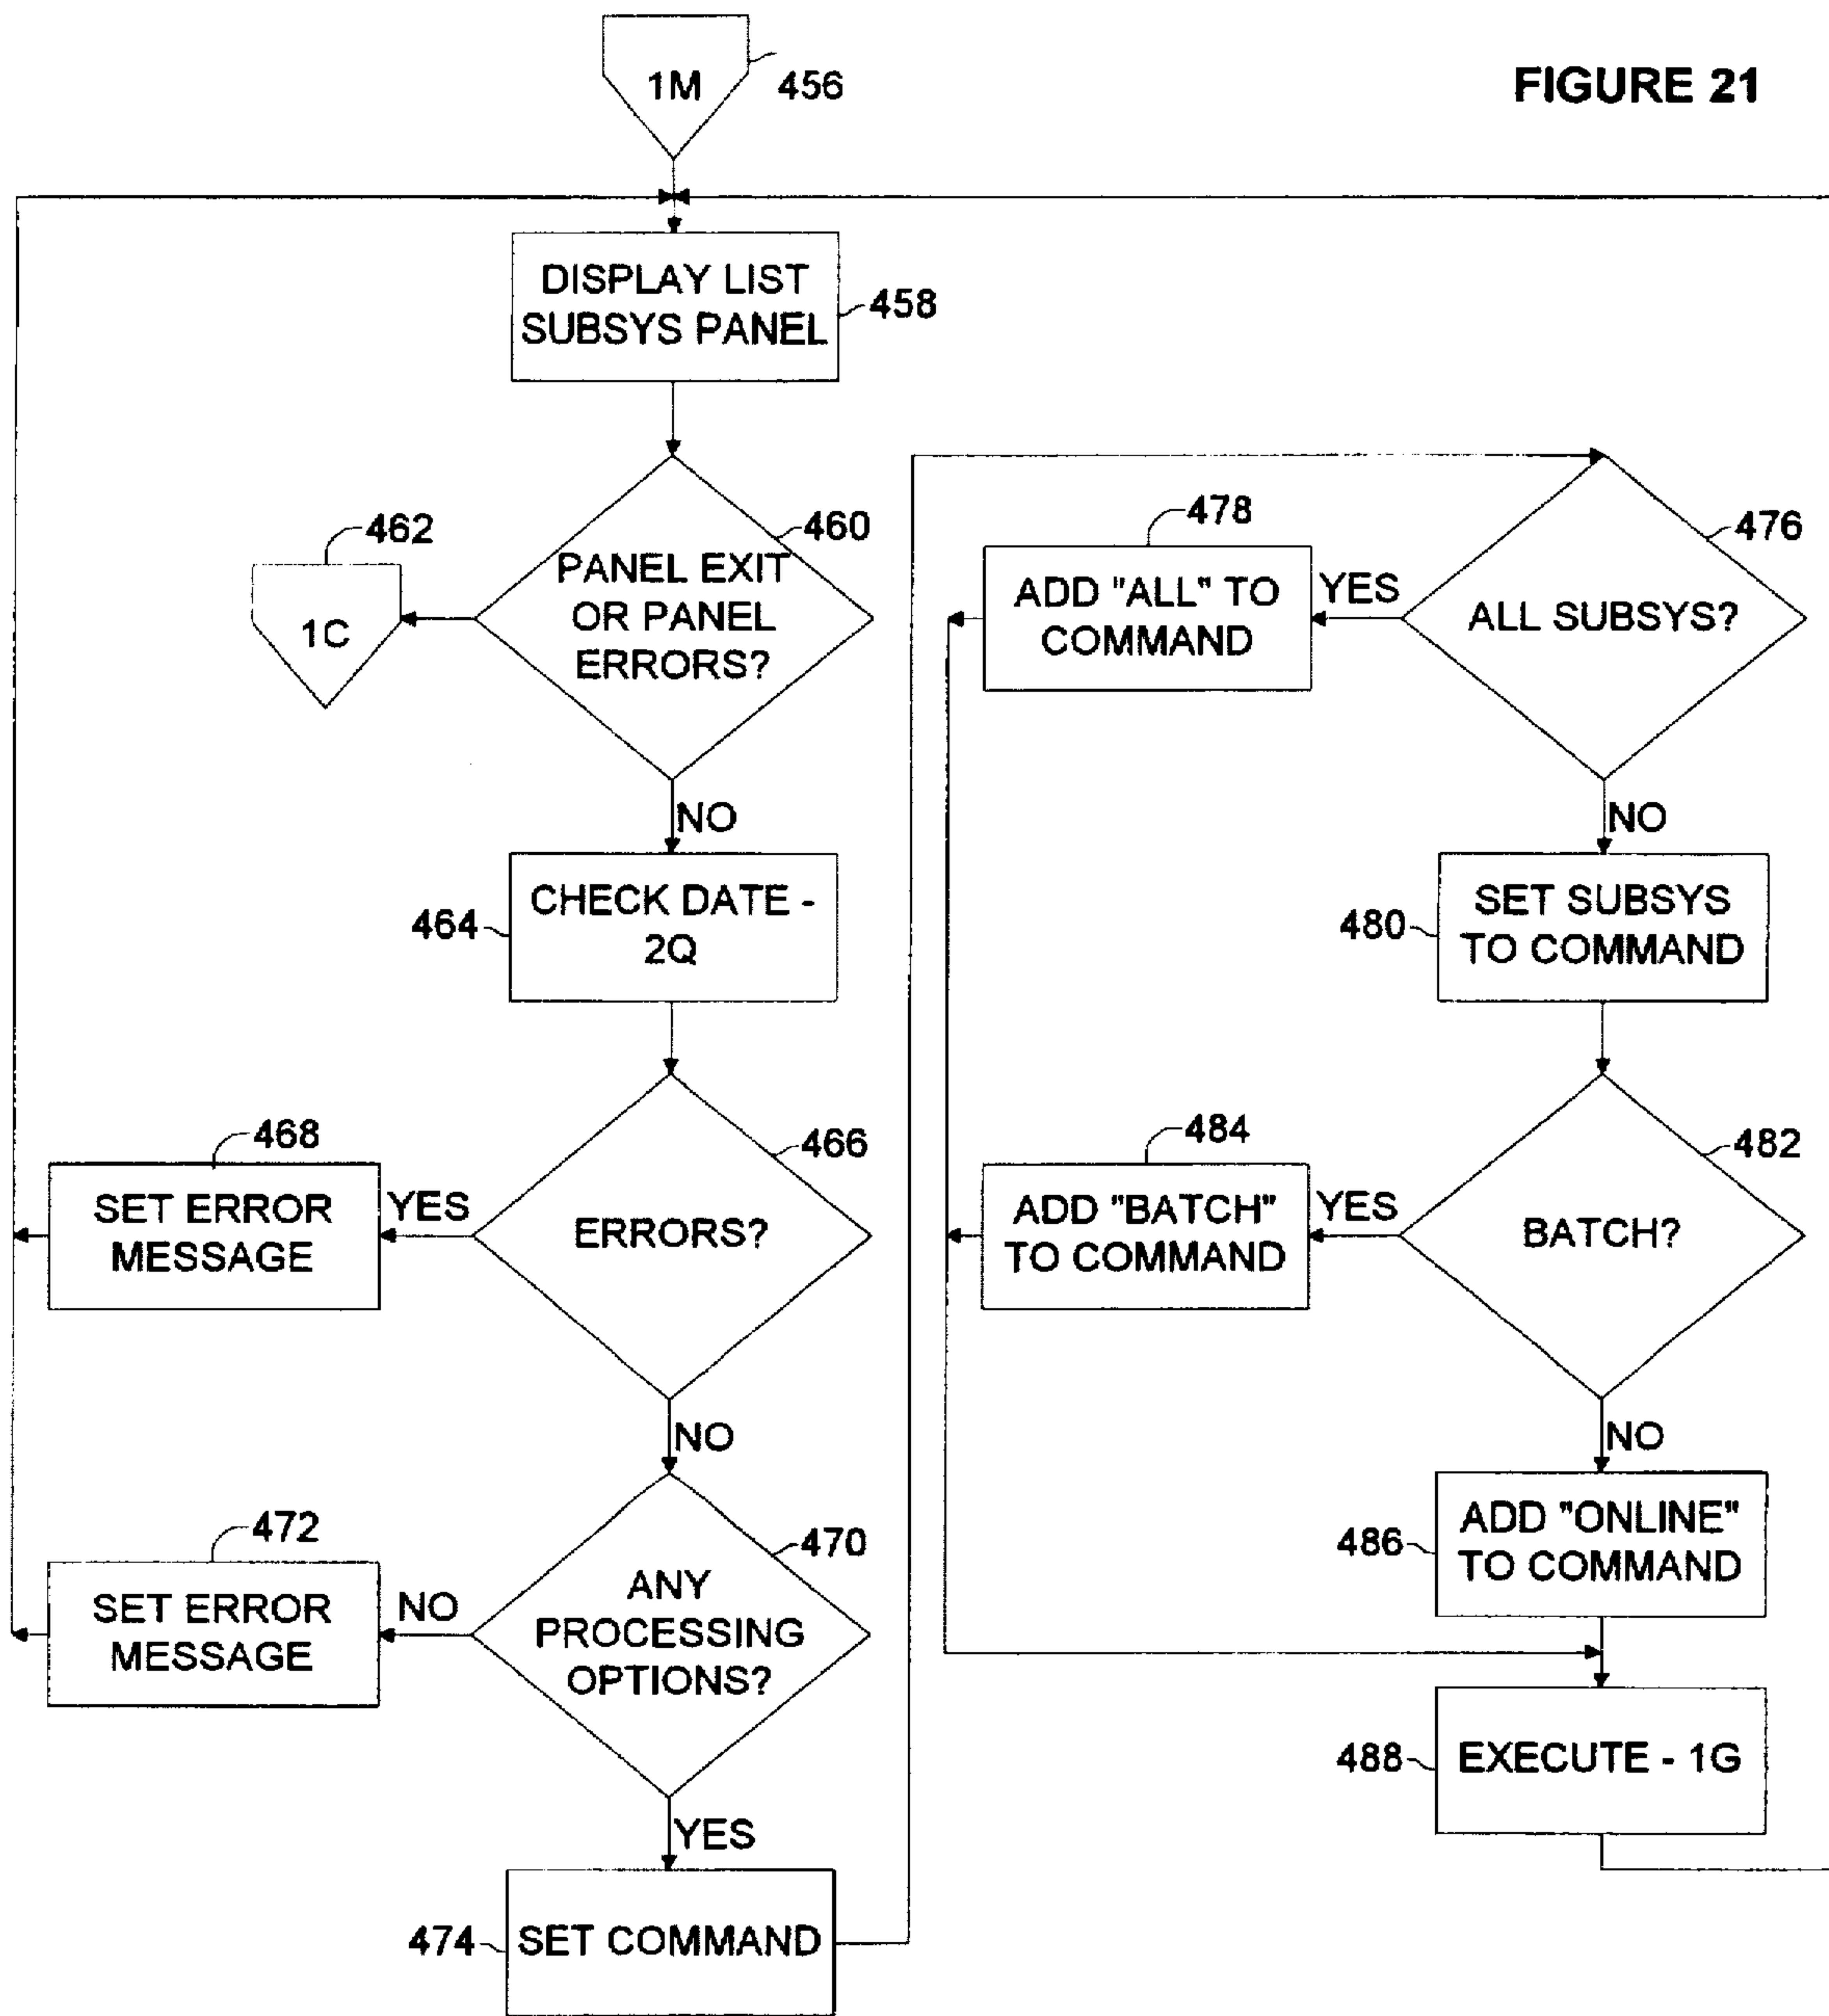 FIGURE 21
1M
456
DISPLAY LIST
SUBSYS PANEL
458
460
PANEL EXIT
OR PANEL
ERRORS?
462
1C
NO
CHECK DATE -
2Q
464
466
ERRORS?
YES
468
SET ERROR
MESSAGE
NO
470
ANY
PROCESSING
OPTIONS?
NO
472
SET ERROR
MESSAGE
YES
474
SET COMMAND
476
ALL SUBSYS?
YES
478
ADD "ALL" TO
COMMAND
NO
480
SET SUBSYS
TO COMMAND
482
BATCH?
YES
484
ADD "BATCH"
TO COMMAND
NO
486
ADD "ONLINE"
TO COMMAND
488
EXECUTE - 1G